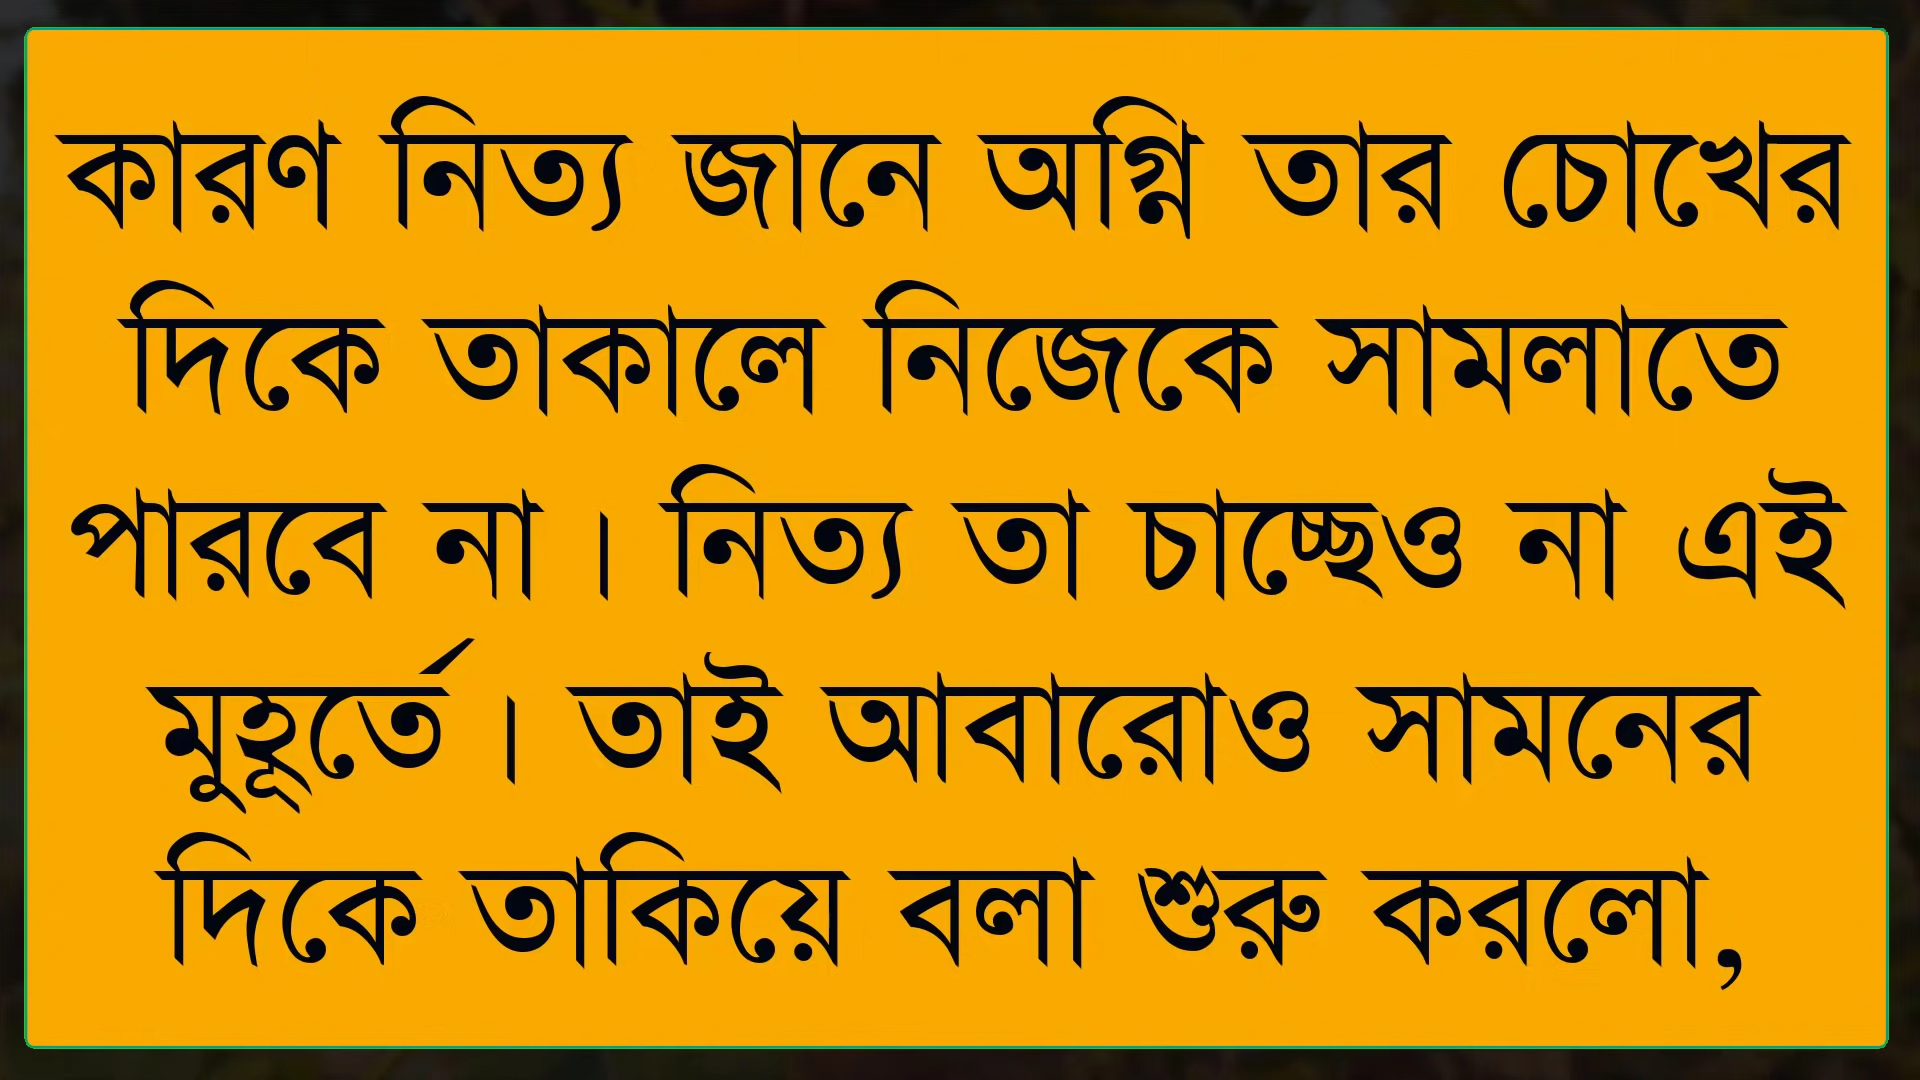 কারণ নিত্য জানে অগ্নি তার চোখের
দিকে তাকালে নিজেকে সামলাতে
পারবে না । নিত্য তা চাচ্ছেও না এই
মুহূর্তে । তাই আবারোও সামনের
দিকে তাকিয়ে বলা শুরু করলো,